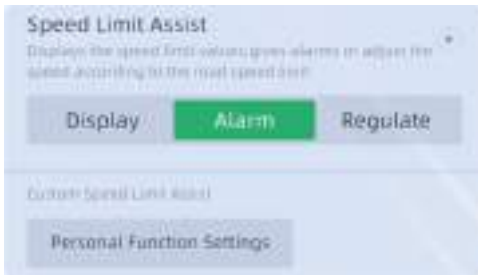 Speed Limit Assist
Displays the speed limit values, gives alarms or adjust the
speed according to the road speed limit
Display Alarm Regulate
Custom Speed Limit Assist
Personal Function Settings